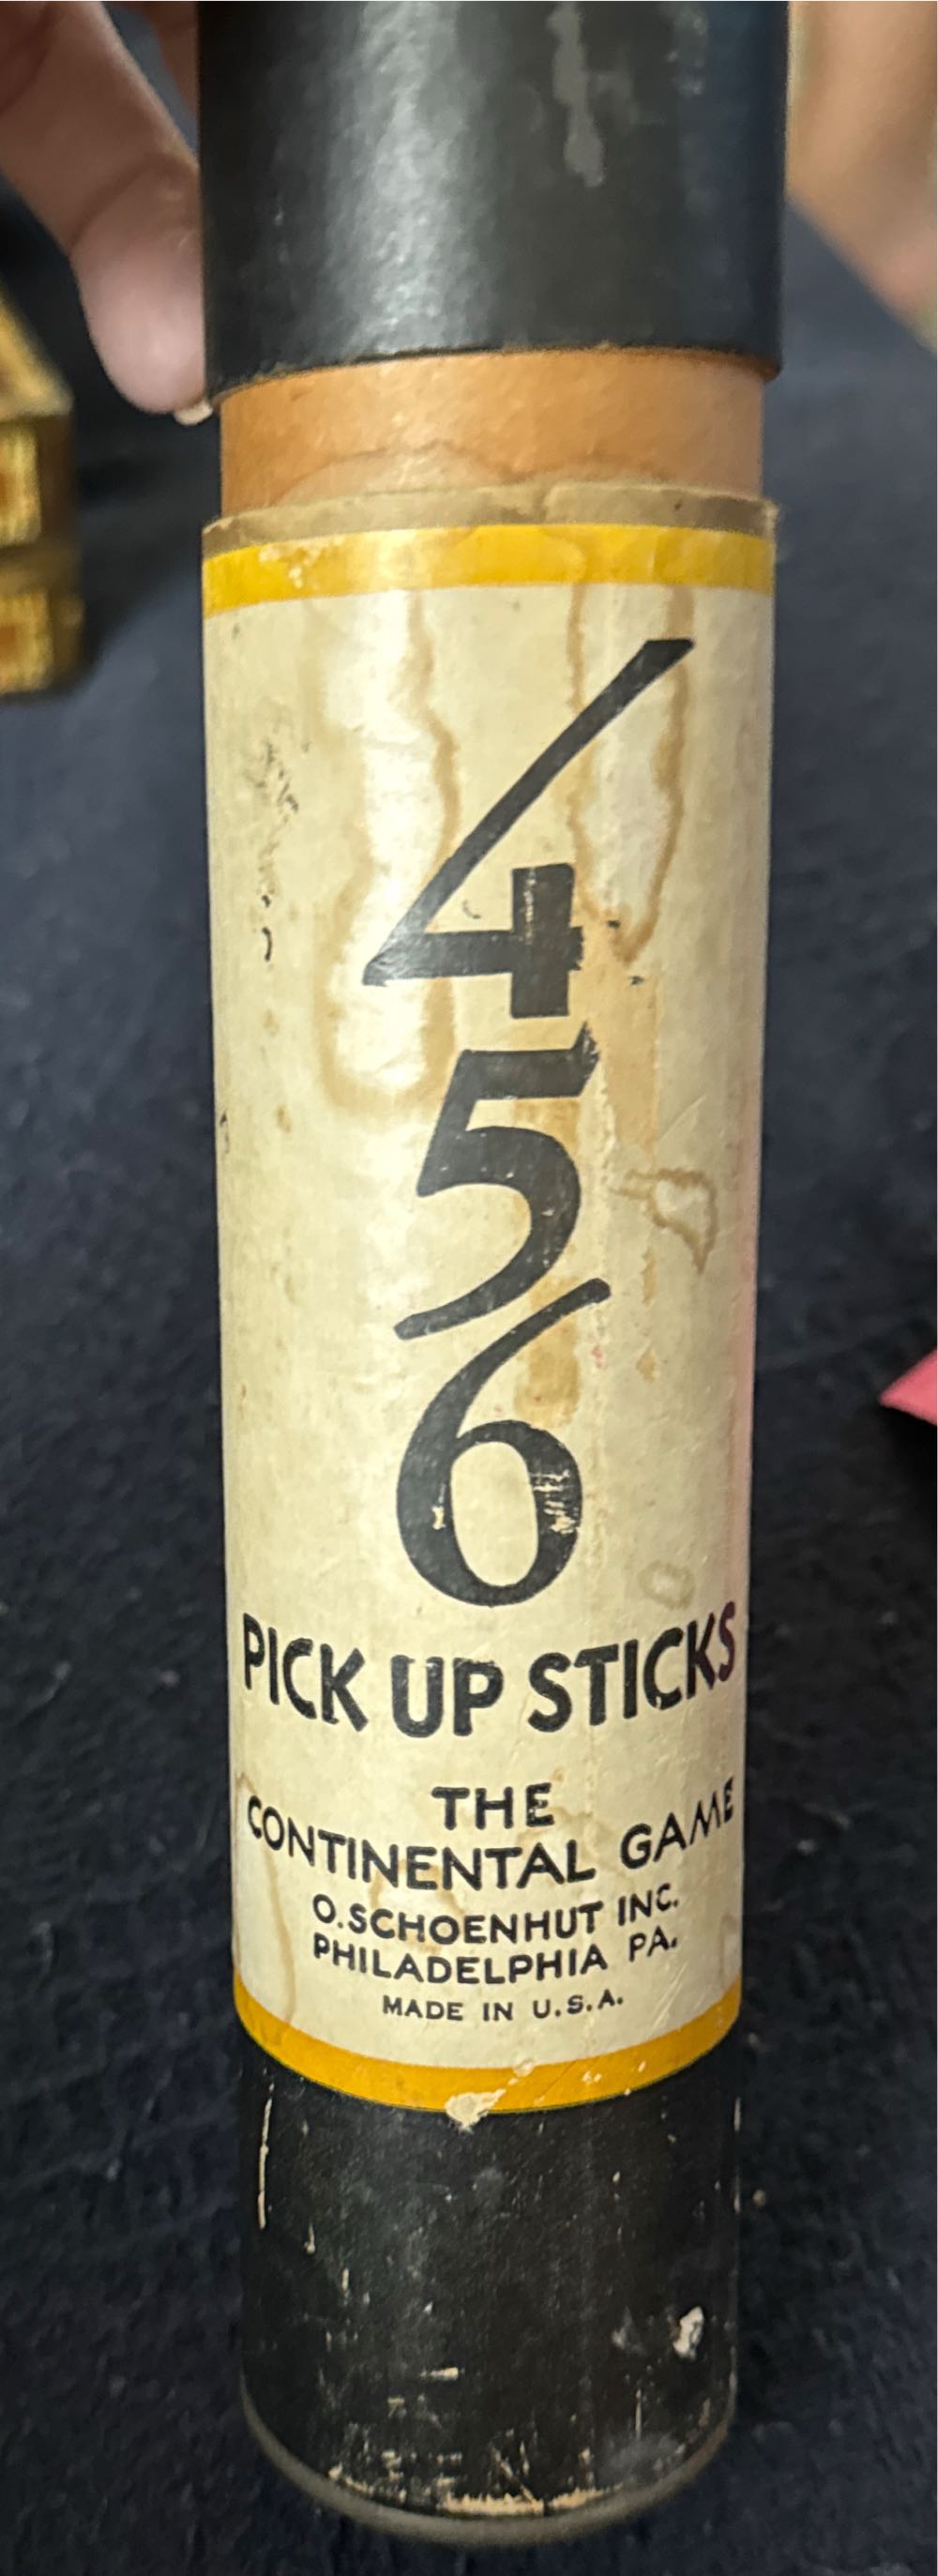 4
5
6
PICK UP STICKS
THE
CONTINENTAL GAME
O. SCHOENHUT INC.
PHILADELPHIA PA.
MADE IN U.S.A.